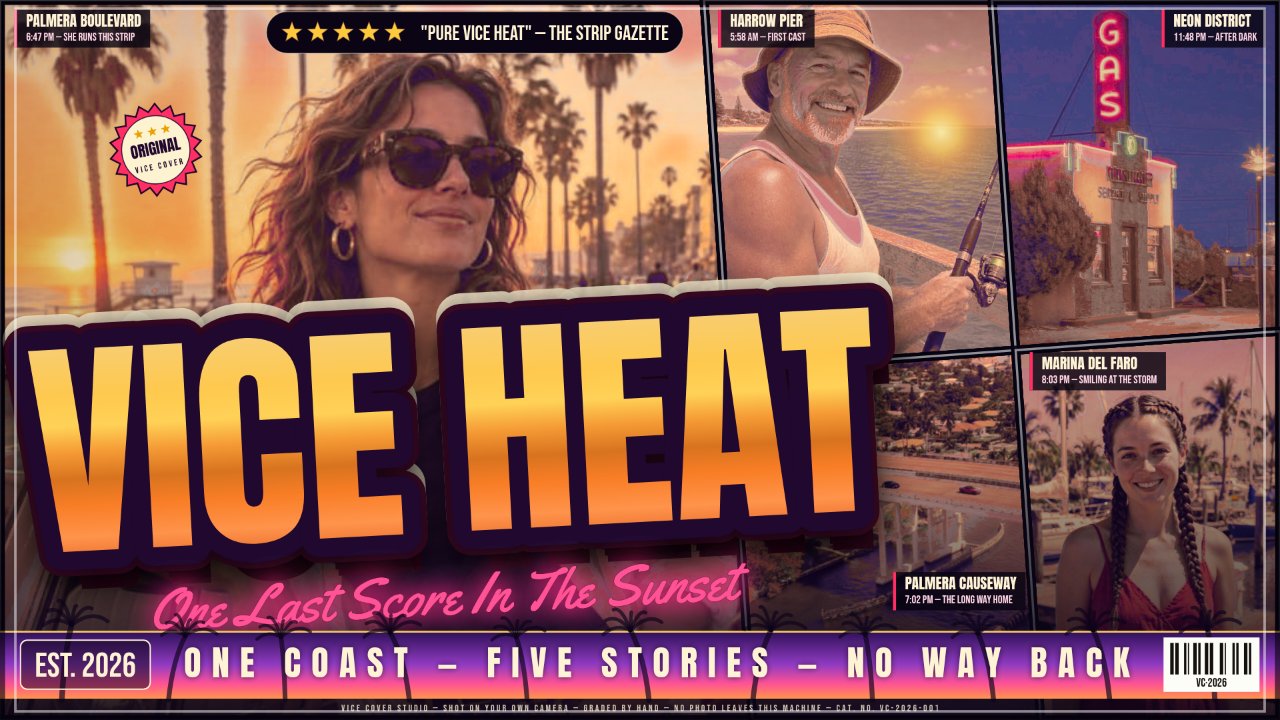 PALMERA BOULEVARD
6:47 PM – SHE RUNS THIS STRIP
"PURE VICE HEAT" – THE STRIP GAZETTE
HARROW PIER
5:58 AM – FIRST CAST
NEON DISTRICT
11:48 PM – AFTER DARK
GAS
ORIGINAL
VICE COVER
VICE HEAT
One Last Score In The Sunset
MARINA DEL FARO
8:03 PM – SMILING AT THE STORM
PALMERA CAUSEWAY
7:02 PM – THE LONG WAY HOME
EST. 2026
ONE COAST – FIVE STORIES – NO WAY BACK
VC·2026
VICE COVER STUDIO – SHOT ON YOUR OWN CAMERA – GRADED BY HAND – NO PHOTO LEAVES THIS MACHINE – CAT. NO. VC-2026-001